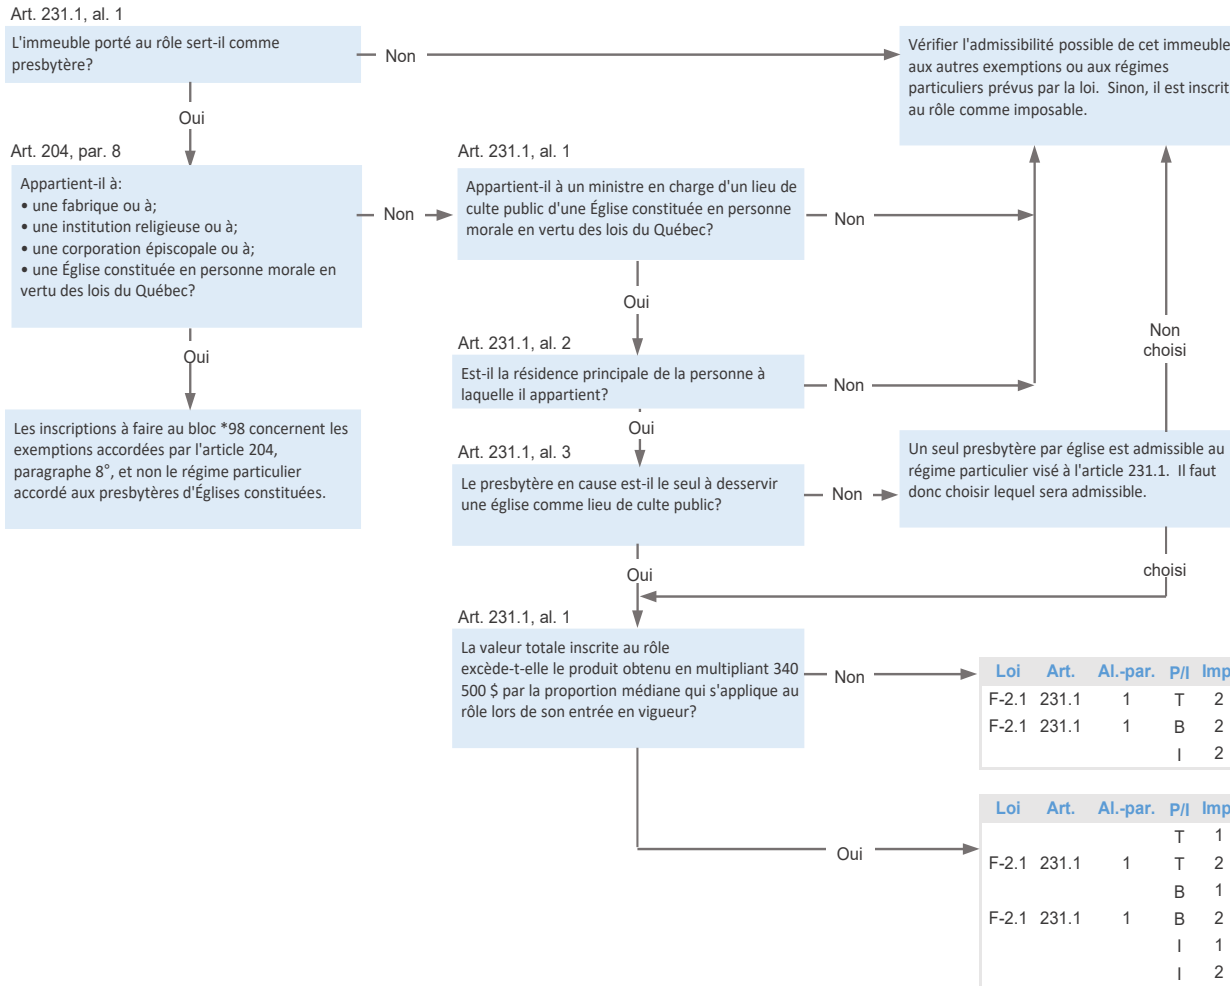 Art. 231.1, al. 1
L'immeuble porté au rôle sert-il comme
presbytère?
Non
Vérifier l'admissibilité possible de cet immeuble
aux autres exemptions ou aux régimes
particuliers prévus par la loi. Sinon, il est inscrit
au rôle comme imposable.
Oui
Art. 204, par. 8
Appartient-il à:
• une fabrique ou à;
• une institution religieuse ou à;
• une corporation épiscopale ou à;
• une Église constituée en personne morale en
vertu des lois du Québec?
Non
Art. 231.1, al. 1
Appartient-il à un ministre en charge d'un lieu de
culte public d'une Église constituée en personne
morale en vertu des lois du Québec?
Non
Oui
Oui
Non
choisi
Art. 231.1, al. 2
Est-il la résidence principale de la personne à
laquelle il appartient?
Non
Les inscriptions à faire au bloc *98 concernent les
exemptions accordées par l'article 204,
paragraphe 8°, et non le régime particulier
accordé aux presbytères d'Églises constituées.
Oui
Art. 231.1, al. 3
Le presbytère en cause est-il le seul à desservir
une église comme lieu de culte public?
Non
Un seul presbytère par église est admissible au
régime particulier visé à l'article 231.1. Il faut
donc choisir lequel sera admissible.
Oui
choisi
Art. 231.1, al. 1
La valeur totale inscrite au rôle
excède-t-elle le produit obtenu en multipliant 340
500 $ par la proportion médiane qui s'applique au
rôle lors de son entrée en vigueur?
Non
Loi Art. Al.-par. P/I Imp
F-2.1 231.1 1 T 2
F-2.1 231.1 1 B 2
I 2
Oui
Loi Art. Al.-par. P/I Imp
T 1
F-2.1 231.1 1 T 2
B 1
F-2.1 231.1 1 B 2
I 1
I 2